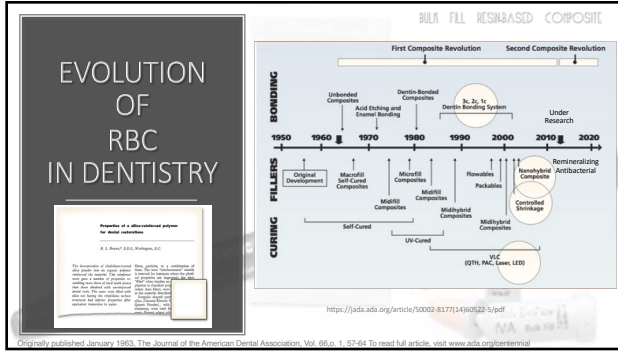 BULK FILL RESIN-BASED COMPOSITE
EVOLUTION
OF
RBC
IN DENTISTRY
Properties of a silica-reinforced polymer
for dental restorations
R. L. Bowen,* D.D.S., Washington, D.C.
First Composite Revolution
Second Composite Revolution
BONDING
Unbonded
Composites
Acid Etching and
Enamel Bonding
Dentin-Bonded
Composites
3c, 2c, 1c
Dentin Bonding System
Under
Research
1950
1960
1970
1980
1990
2000
2010
2020
FILLERS
Original
Development
Macrofill
Self-Cured
Composites
Midifill
Composites
Microfill
Composites
Midifill
Composites
Midihybrid
Composites
Flowables
Packables
Midihybrid
Composites
Nanohybrid
Composite
Controlled
Shrinkage
Remineralizing
Antibacterial
CURING
Self-Cured
UV-Cured
VLC
(QTH, PAC, Laser, LED)
https://jada.ada.org/article/S0002-8177(14)60522-5/pdf
Originally published January 1963, The Journal of the American Dental Association, Vol. 66,o. 1, 57-64 To read full article, visit www.ada.org/centennial